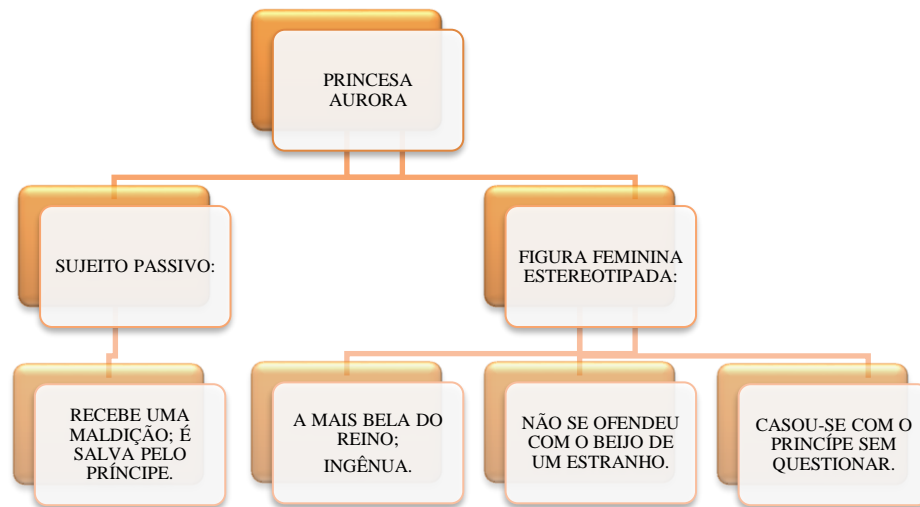 PRINCESA
AURORA
SUJEITO PASSIVO:
FIGURA FEMININA
ESTEREOTIPADA:
RECEBE UMA
MALDIÇÃO; É
SALVA PELO
PRÍNCIPE.
A MAIS BELA DO
REINO;
INGÊNUA.
NÃO SE OFENDEU
COM O BEIJO DE
UM ESTRANHO.
CASOU-SE COM O
PRINCÍPE SEM
QUESTIONAR.